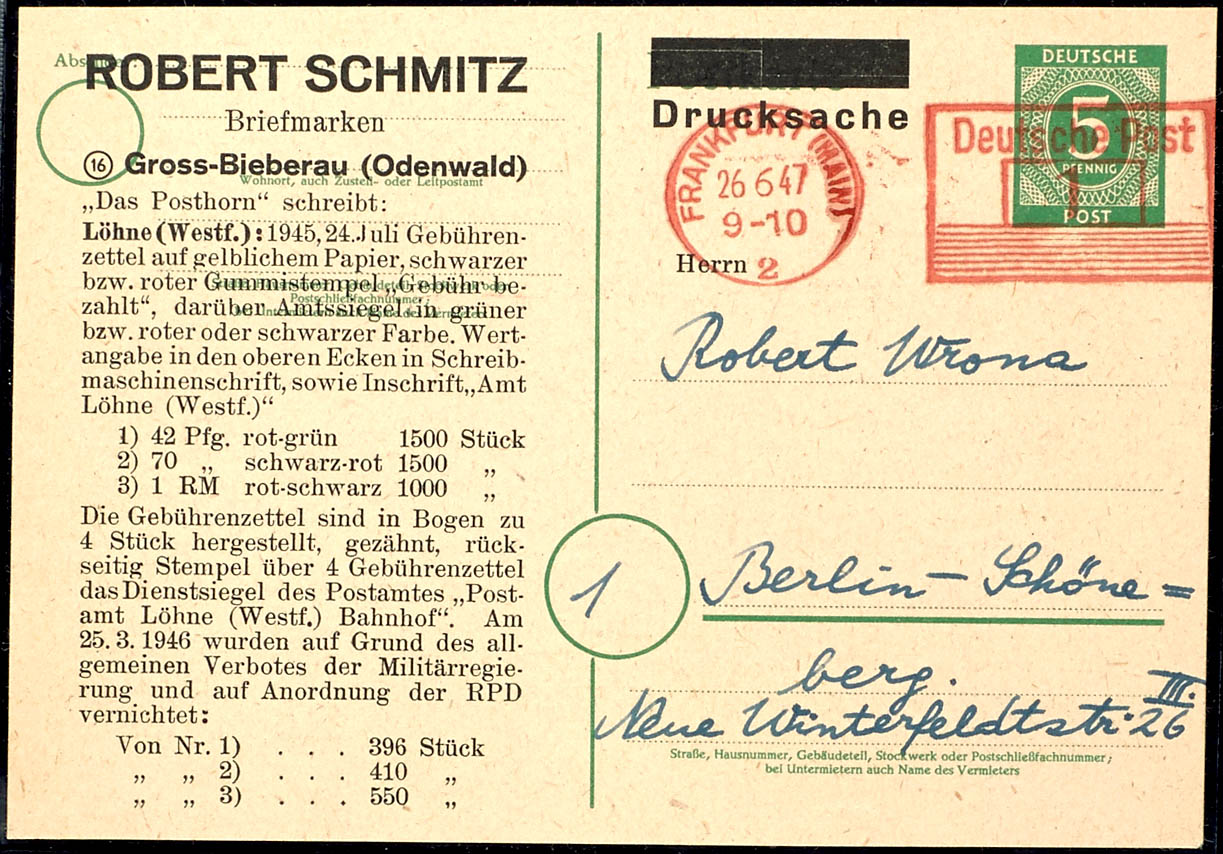 Absender
ROBERT SCHMITZ
Briefmarken
(16) Gross-Bieberau (Odenwald)
Wohnort, auch Zustell- oder Leitpostamt
„Das Posthorn“ schreibt:
Löhne (Westf.): 1945, 24. Juli Gebühren-
zettel auf gelblichem Papier, schwarzer
bzw. roter Gummistempel „Gebühr be-
zahlt“, darüber Amtssiegel in grüner
bzw. roter oder schwarzer Farbe. Wert-
angabe in den oberen Ecken in Schreib-
maschinenschrift, sowie Inschrift „Amt
Löhne (Westf.)“
1) 42 Pfg. rot-grün 1500 Stück
2) 70 „ schwarz-rot 1500 „
3) 1 RM rot-schwarz 1000 „
Die Gebührenzettel sind in Bogen zu
4 Stück hergestellt, gezähnt, rück-
seitig Stempel über 4 Gebührenzettel
das Dienstsiegel des Postamtes „Post-
amt Löhne (Westf.) Bahnhof“. Am
25. 3. 1946 wurden auf Grund des all-
gemeinen Verbotes der Militärregie-
rung und auf Anordnung der RPD
vernichtet:
Von Nr. 1) . . . 396 Stück
„ „ 2) . . . 410 „
„ „ 3) . . . 550 „
Postkarte
Drucksache
FRANKFURT (MAIN)
26 6 47
9-10
2
DEUTSCHE
5
PFENNIG
POST
Deutsche Post
Herrn
Robert Wrona
1
Berlin - Schöne=
berg.
III.
Neue Winterfeldtstr. 26
Straße, Hausnummer, Gebäudeteil, Stockwerk oder Postschließfachnummer;
bei Untermietern auch Name des Vermieters